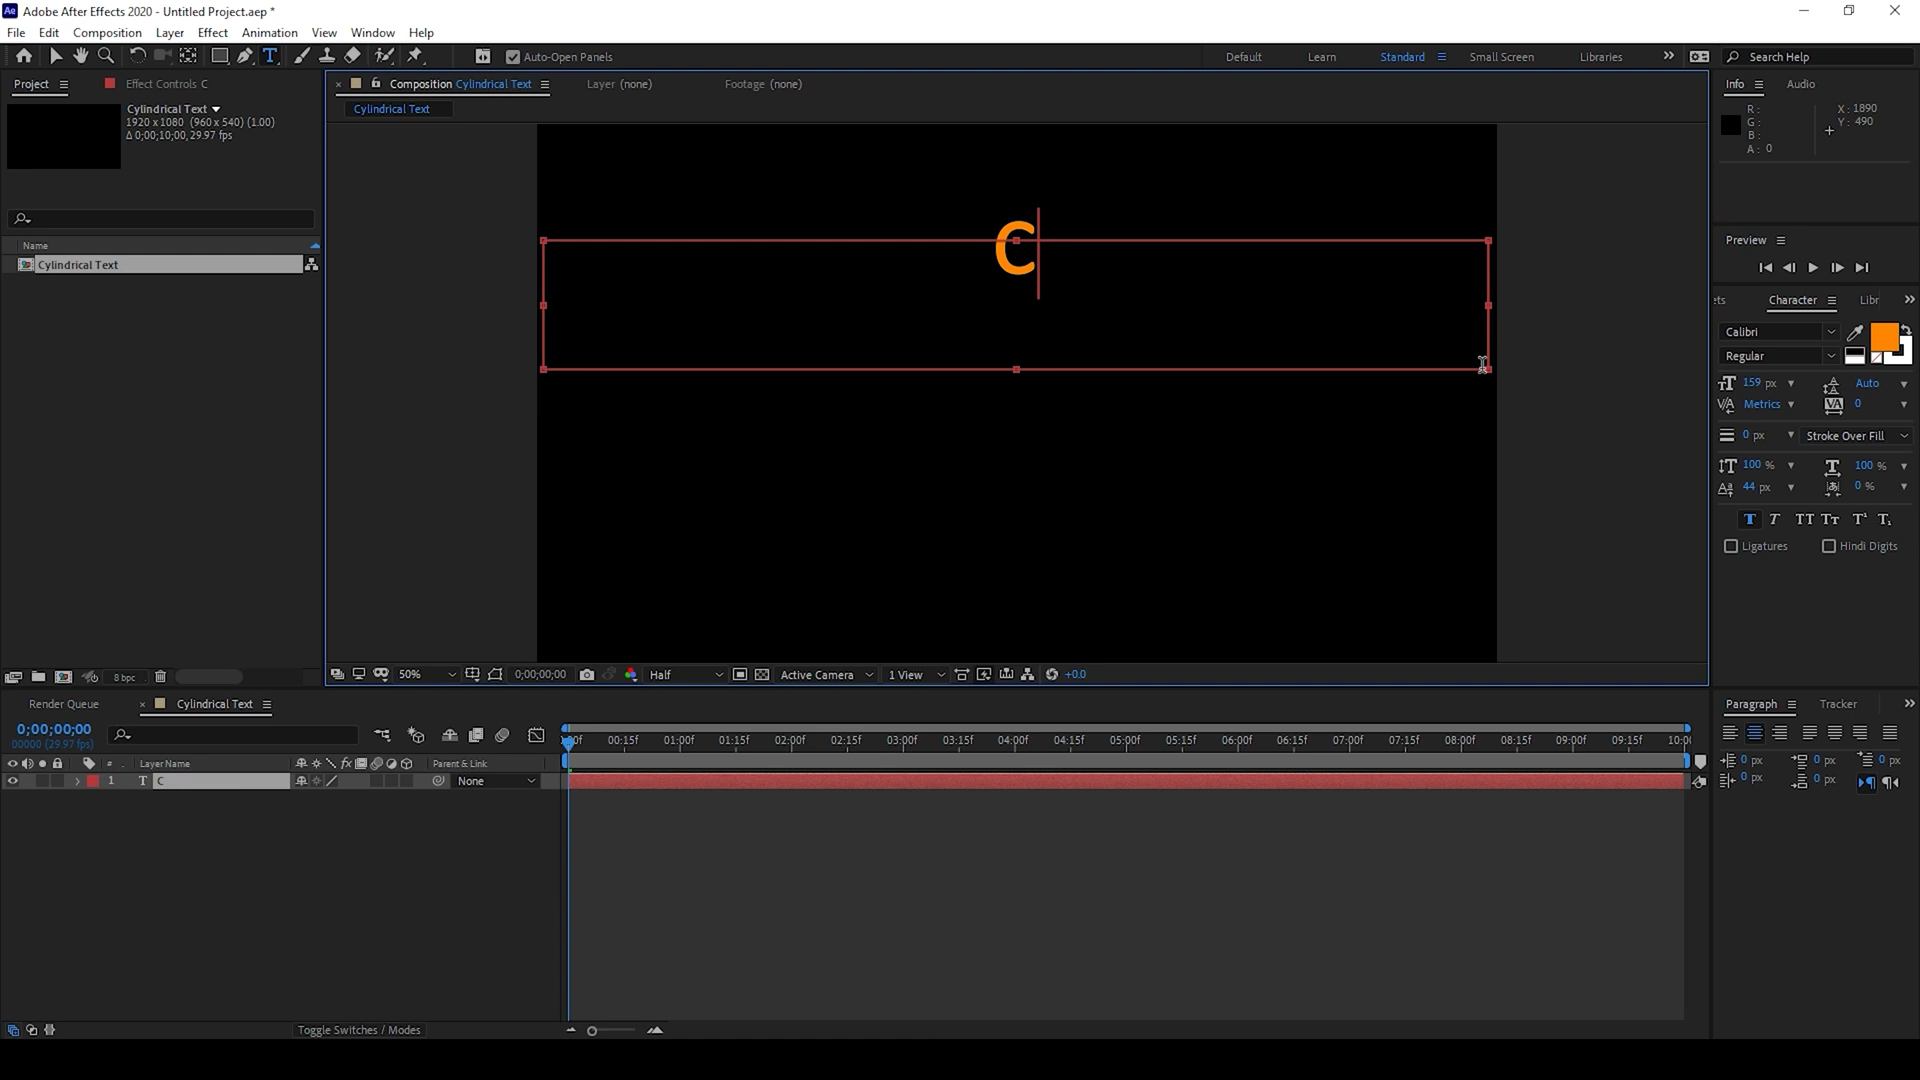 Adobe After Effects 2020 - Untitled Project.aep *
File Edit Composition Layer Effect Animation View Window Help
Auto-Open Panels
Default Learn Standard Small Screen Libraries Search Help
Project Effect Controls C
Composition Cylindrical Text Layer (none) Footage (none)
Info Audio
Cylindrical Text
1920 x 1080 (960 x 540) (1.00)
Δ 0;00;10;00, 29.97 fps
Cylindrical Text
R :
G :
B :
A : 0
X : 1890
Y : 490
Name
Cylindrical Text
C
Preview
ets Character Libr
Calibri
Regular
159 px Auto
Metrics 0
0 px Stroke Over Fill
100 % 100 %
44 px 0 %
T T TT Tт T¹ T₁
Ligatures Hindi Digits
8 bpc
50% 0;00;00;00 Half Active Camera 1 View +0.0
Render Queue Cylindrical Text
Paragraph Tracker
0;00;00;00
00000 (29.97 fps)
00:15f 01:00f 01:15f 02:00f 02:15f 03:00f 03:15f 04:00f 04:15f 05:00f 05:15f 06:00f 06:15f 07:00f 07:15f 08:00f 08:15f 09:00f 09:15f
# Layer Name Parent & Link
1 T C None
0 px 0 px 0 px
0 px 0 px
Toggle Switches / Modes